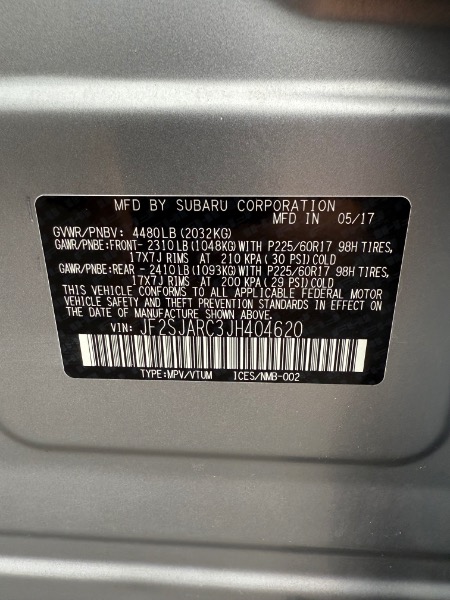 MFD BY SUBARU CORPORATION
MFD IN 05/17
GVWR/PNBV: 4480LB (2032KG)
GAWR/PNBE:FRONT-2310LB (1048KG) WITH P225/60R17 98H TIRES,
17X7J RIMS AT 210 KPA (30 PSI) COLD
GAWR/PNBE:REAR -2410LB (1093KG) WITH P225/60R17 98H TIRES,
17X7J RIMS AT 200 KPA (29 PSI) COLD
THIS VEHICLE CONFORMS TO ALL APPLICABLE FEDERAL MOTOR
VEHICLE SAFETY AND THEFT PREVENTION STANDARDS IN EFFECT ON
THE DATE OF MANUFACTURE SHOWN ABOVE.
VIN: JF2SJARC3JH404620
TYPE:MPV/VTUM ICES/NMB-002